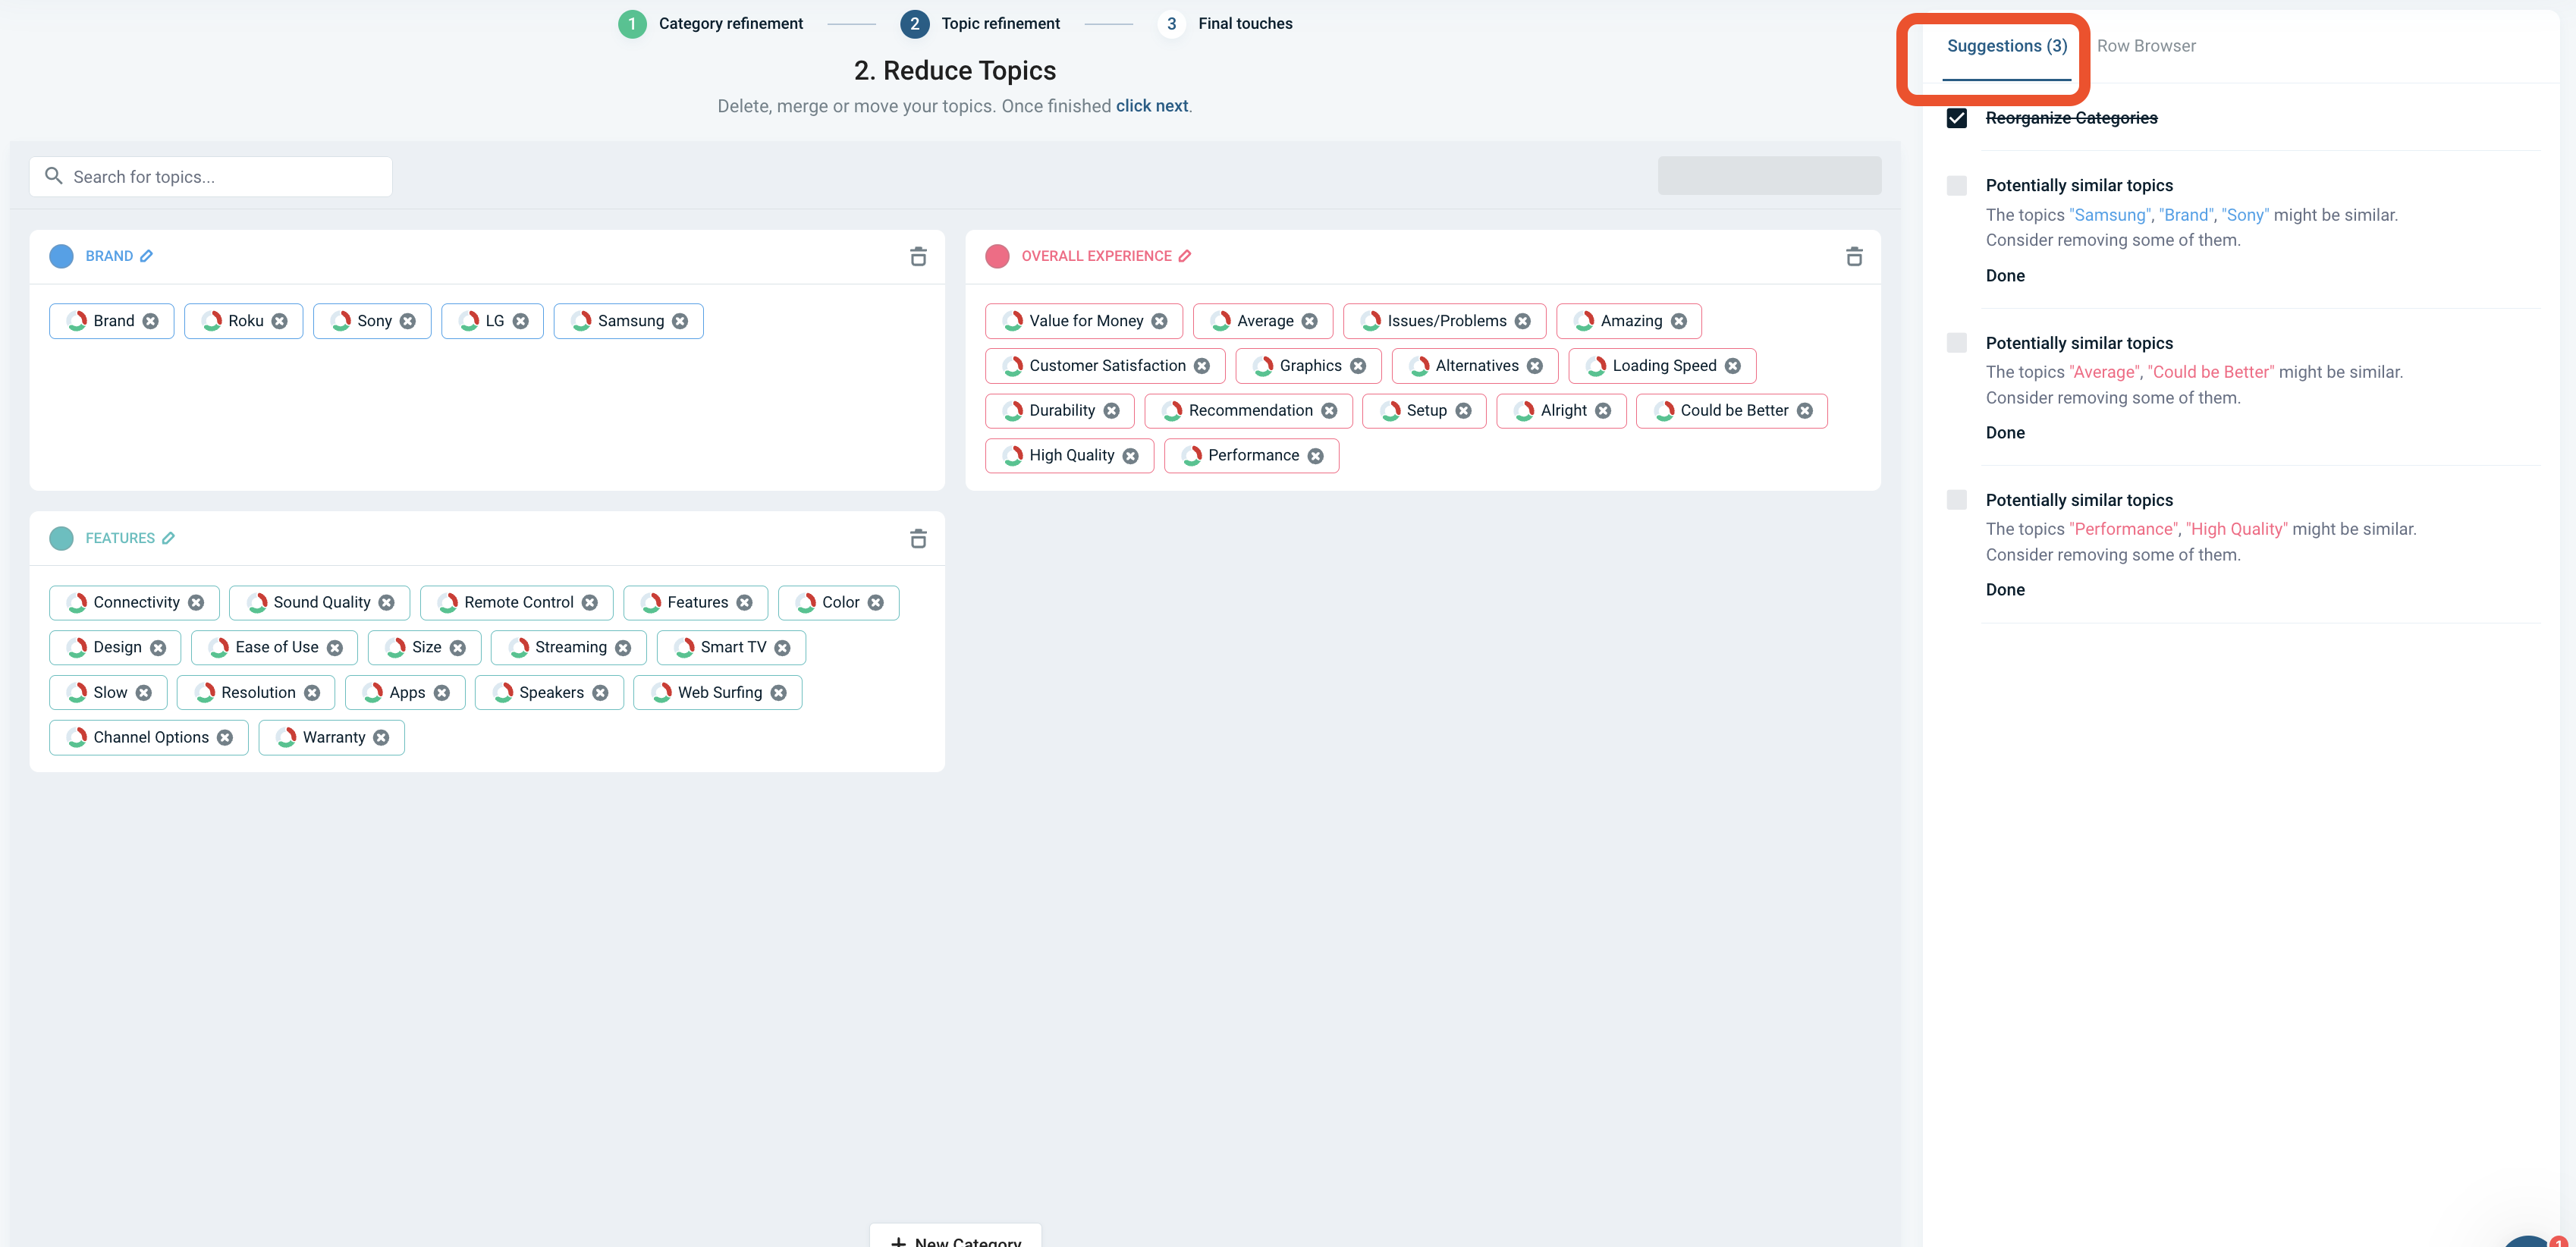 1 Category refinement 2 Topic refinement 3 Final touches
2. Reduce Topics
Delete, merge or move your topics. Once finished click next.
Search for topics...
BRAND
Brand Roku Sony LG Samsung
OVERALL EXPERIENCE
Value for Money Average Issues/Problems Amazing
Customer Satisfaction Graphics Alternatives Loading Speed
Durability Recommendation Setup Alright Could be Better
High Quality Performance
FEATURES
Connectivity Sound Quality Remote Control Features Color
Design Ease of Use Size Streaming Smart TV
Slow Resolution Apps Speakers Web Surfing
Channel Options Warranty
+ New Category
Suggestions (3) Row Browser
Reorganize Categories
Potentially similar topics
The topics "Samsung", "Brand", "Sony" might be similar.
Consider removing some of them.
Done
Potentially similar topics
The topics "Average", "Could be Better" might be similar.
Consider removing some of them.
Done
Potentially similar topics
The topics "Performance", "High Quality" might be similar.
Consider removing some of them.
Done
1